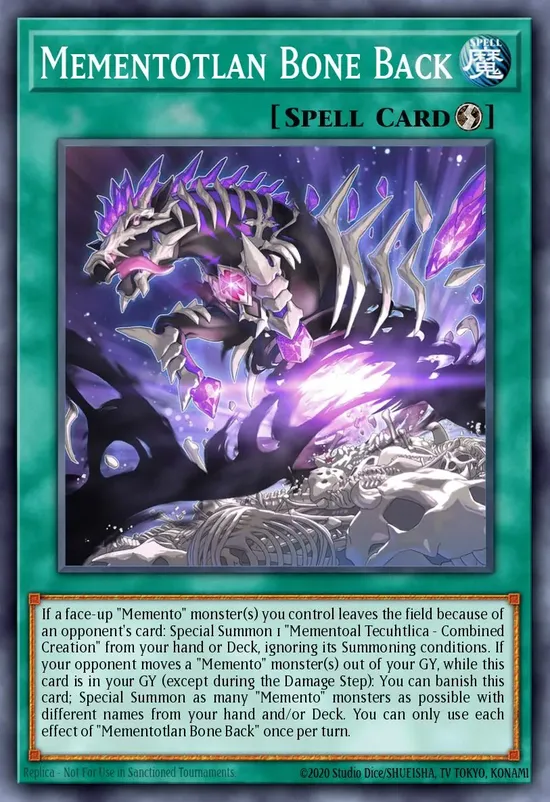 MEMENTOTLAN BONE BACK
SPELL
魔
[SPELL CARD]
If a face-up "Memento" monster(s) you control leaves the field because of
an opponent's card: Special Summon 1 "Mementoal Tecuhtlica - Combined
Creation" from your hand or Deck, ignoring its Summoning conditions. If
your opponent moves a "Memento" monster(s) out of your GY, while this
card is in your GY (except during the Damage Step): You can banish this
card; Special Summon as many "Memento" monsters as possible with
different names from your hand and/or Deck. You can only use each
effect of "Mementotlan Bone Back" once per turn.
Replica - Not For Use in Sanctioned Tournaments.
©2020 Studio Dice/SHUEISHA, TV TOKYO, KONAMI